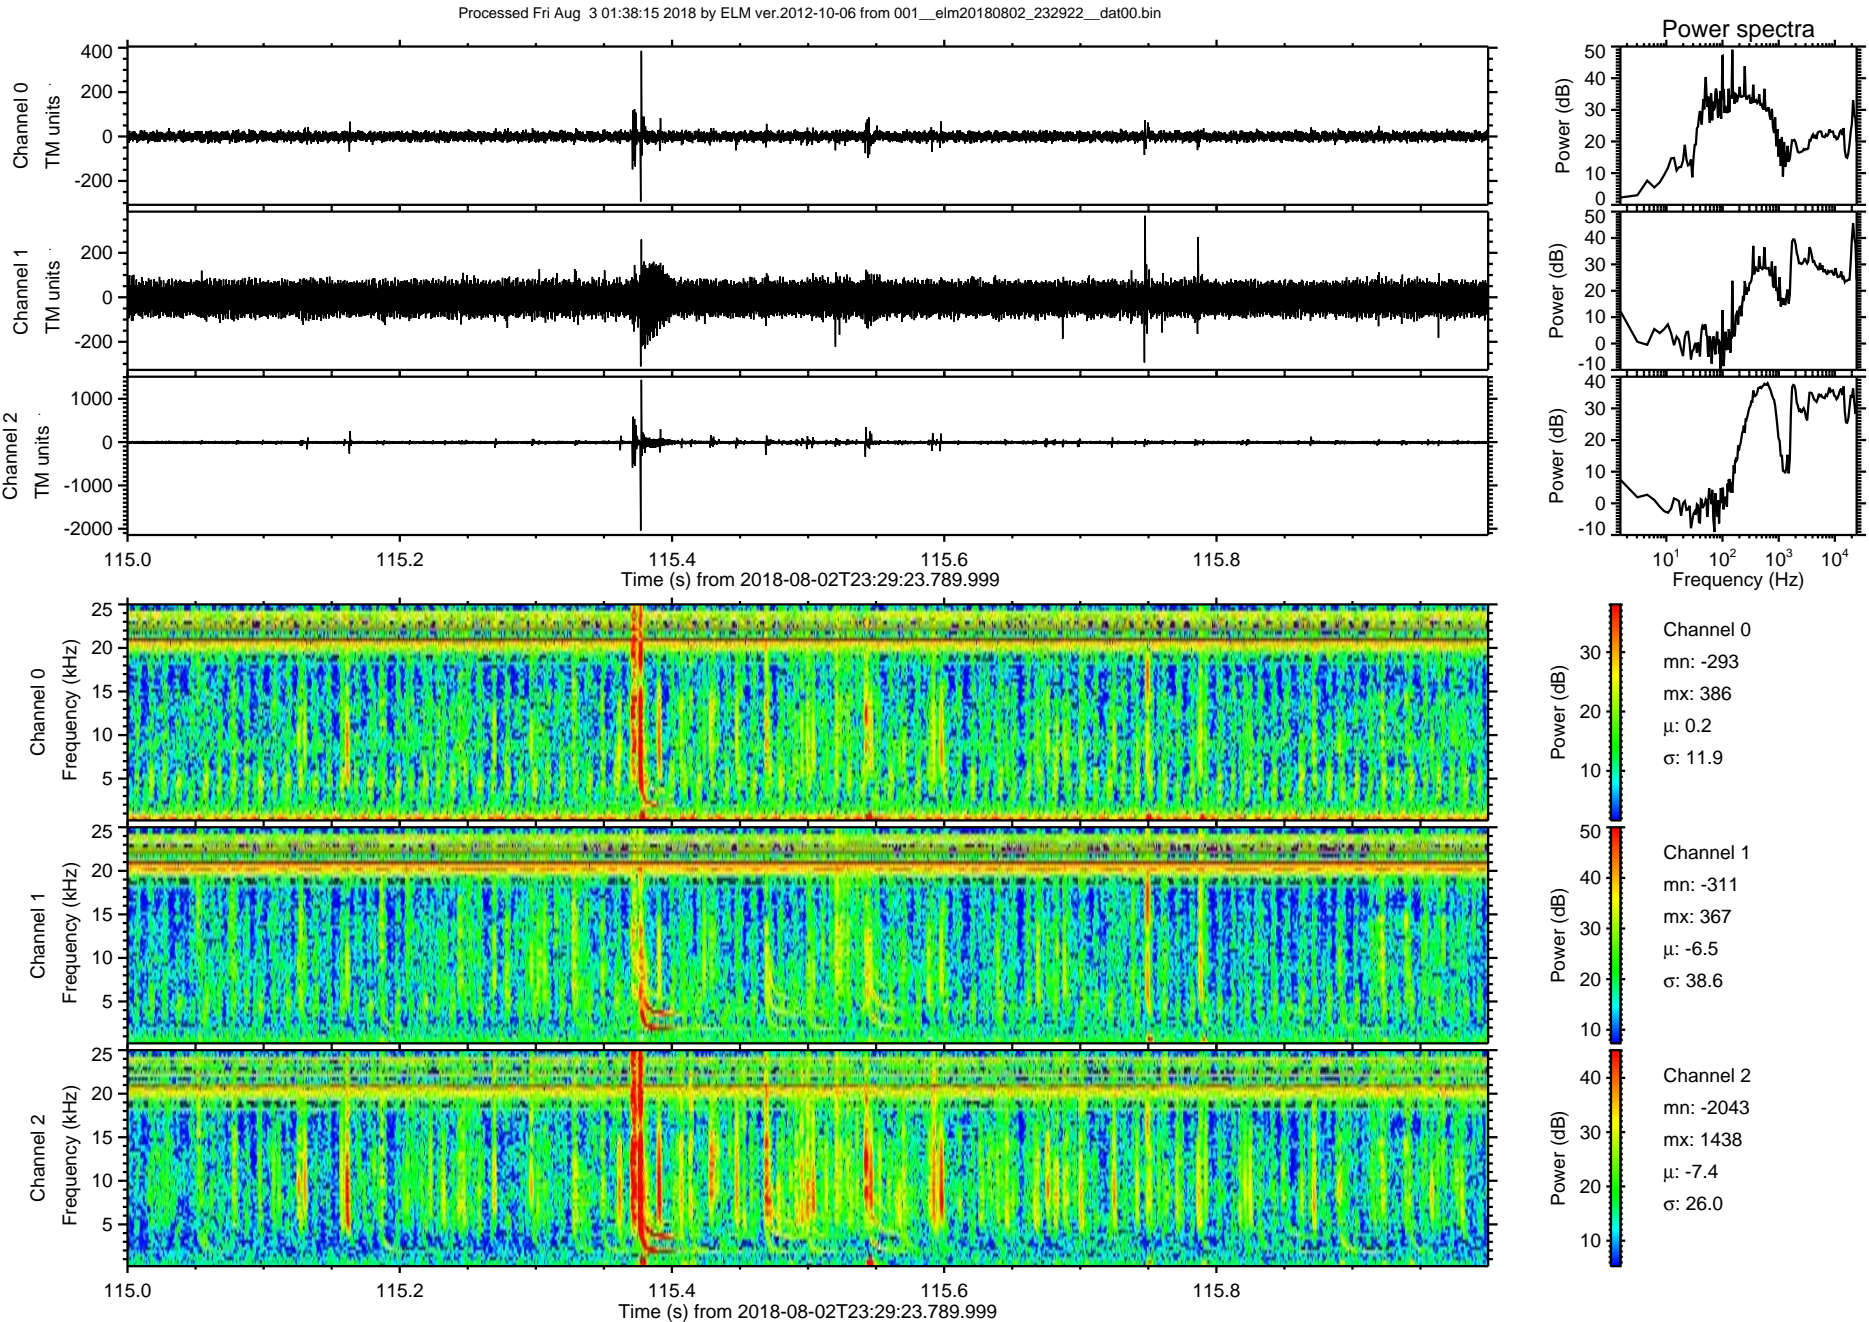 Processed Fri Aug  3 01:38:15 2018 by ELM ver.2012-10-06 from 001__elm20180802_232922__dat00.bin
Power spectra
Channel 0
TM units
400
200
0
-200
Power (dB)
50
40
30
20
10
0
Channel 1
TM units
200
0
-200
Power (dB)
50
40
30
20
10
0
-10
Channel 2
TM units
1000
0
-1000
-2000
Power (dB)
40
30
20
10
0
-10
115.0 115.2 115.4 115.6 115.8
Time (s) from 2018-08-02T23:29:23.789.999
10^1 10^2 10^3 10^4
Frequency (Hz)
Channel 0
Frequency (kHz)
25
20
15
10
5
Power (dB)
30
20
10
Channel 0
mn: -293
mx: 386
μ: 0.2
σ: 11.9
Channel 1
Frequency (kHz)
25
20
15
10
5
Power (dB)
50
40
30
20
10
Channel 1
mn: -311
mx: 367
μ: -6.5
σ: 38.6
Channel 2
Frequency (kHz)
25
20
15
10
5
Power (dB)
40
30
20
10
Channel 2
mn: -2043
mx: 1438
μ: -7.4
σ: 26.0
115.0 115.2 115.4 115.6 115.8
Time (s) from 2018-08-02T23:29:23.789.999